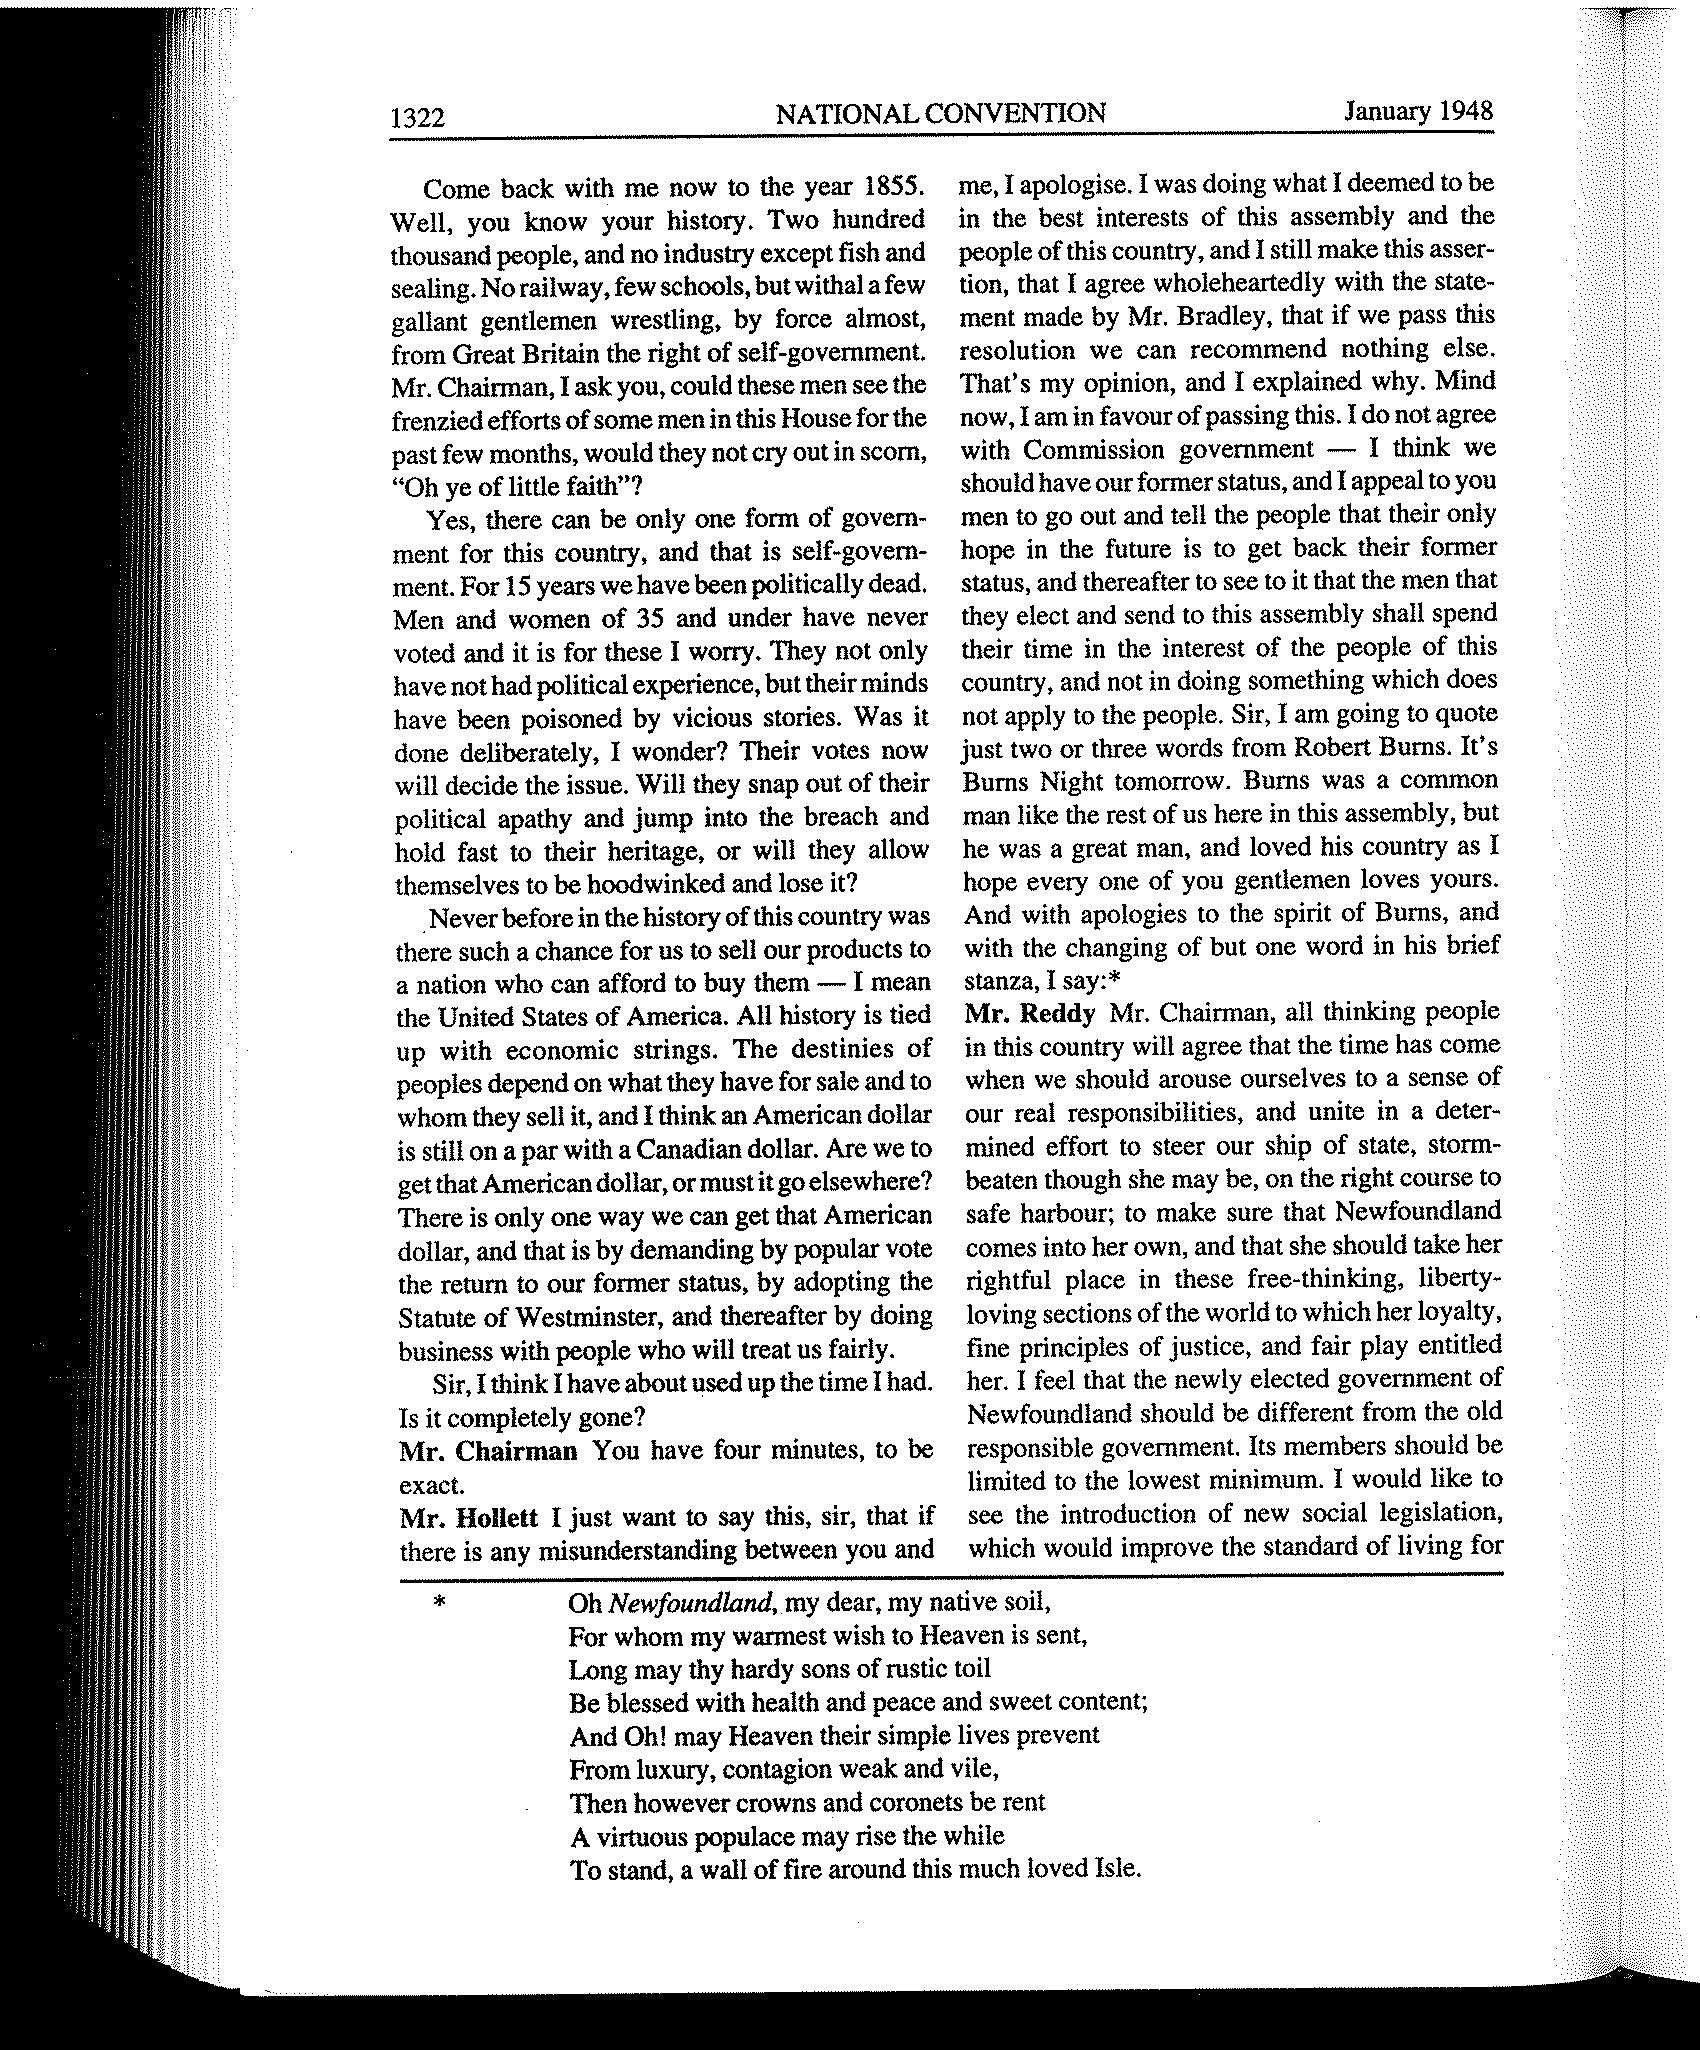 1322
NATIONAL CONVENTION
January 1948
Come back with me now to the year 1855.
Well, you know your history. Two hundred
thousand people, and no industry except fish and
sealing. No railway, few schools, but withal a few
gallant gentlemen wrestling, by force almost,
from Great Britain the right of self-government.
Mr. Chairman, I ask you, could these men see the
frenzied efforts of some men in this House for the
past few months, would they not cry out in scorn,
“Oh ye of little faith”?
Yes, there can be only one form of govern-
ment for this country, and that is self-govern-
ment. For 15 years we have been politically dead.
Men and women of 35 and under have never
voted and it is for these I worry. They not only
have not had political experience, but their minds
have been poisoned by vicious stories. Was it
done deliberately, I wonder? Their votes now
will decide the issue. Will they snap out of their
political apathy and jump into the breach and
hold fast to their heritage, or will they allow
themselves to be hoodwinked and lose it?
Never before in the history of this country was
there such a chance for us to sell our products to
a nation who can afford to buy them — I mean
the United States of America. All history is tied
up with economic strings. The destinies of
peoples depend on what they have for sale and to
whom they sell it, and I think an American dollar
is still on a par with a Canadian dollar. Are we to
get that American dollar, or must it go elsewhere?
There is only one way we can get that American
dollar, and that is by demanding by popular vote
the return to our former status, by adopting the
Statute of Westminster, and thereafter by doing
business with people who will treat us fairly.
Sir, I think I have about used up the time I had.
Is it completely gone?
Mr. Chairman You have four minutes, to be
exact.
Mr. Hollett I just want to say this, sir, that if
there is any misunderstanding between you and
me, I apologise. I was doing what I deemed to be
in the best interests of this assembly and the
people of this country, and I still make this asser-
tion, that I agree wholeheartedly with the state-
ment made by Mr. Bradley, that if we pass this
resolution we can recommend nothing else.
That's my opinion, and I explained why. Mind
now, I am in favour of passing this. I do not agree
with Commission government — I think we
should have our former status, and I appeal to you
men to go out and tell the people that their only
hope in the future is to get back their former
status, and thereafter to see to it that the men that
they elect and send to this assembly shall spend
their time in the interest of the people of this
country, and not in doing something which does
not apply to the people. Sir, I am going to quote
just two or three words from Robert Burns. It's
Burns Night tomorrow. Burns was a common
man like the rest of us here in this assembly, but
he was a great man, and loved his country as I
hope every one of you gentlemen loves yours.
And with apologies to the spirit of Burns, and
with the changing of but one word in his brief
stanza, I say:*
Mr. Reddy Mr. Chairman, all thinking people
in this country will agree that the time has come
when we should arouse ourselves to a sense of
our real responsibilities, and unite in a deter-
mined effort to steer our ship of state, storm-
beaten though she may be, on the right course to
safe harbour; to make sure that Newfoundland
comes into her own, and that she should take her
rightful place in these free-thinking, liberty-
loving sections of the world to which her loyalty,
fine principles of justice, and fair play entitled
her. I feel that the newly elected government of
Newfoundland should be different from the old
responsible government. Its members should be
limited to the lowest minimum. I would like to
see the introduction of new social legislation,
which would improve the standard of living for
* Oh Newfoundland, my dear, my native soil,
For whom my warmest wish to Heaven is sent,
Long may thy hardy sons of rustic toil
Be blessed with health and peace and sweet content;
And Oh! may Heaven their simple lives prevent
From luxury, contagion weak and vile,
Then however crowns and coronets be rent
A virtuous populace may rise the while
To stand, a wall of fire around this much loved Isle.